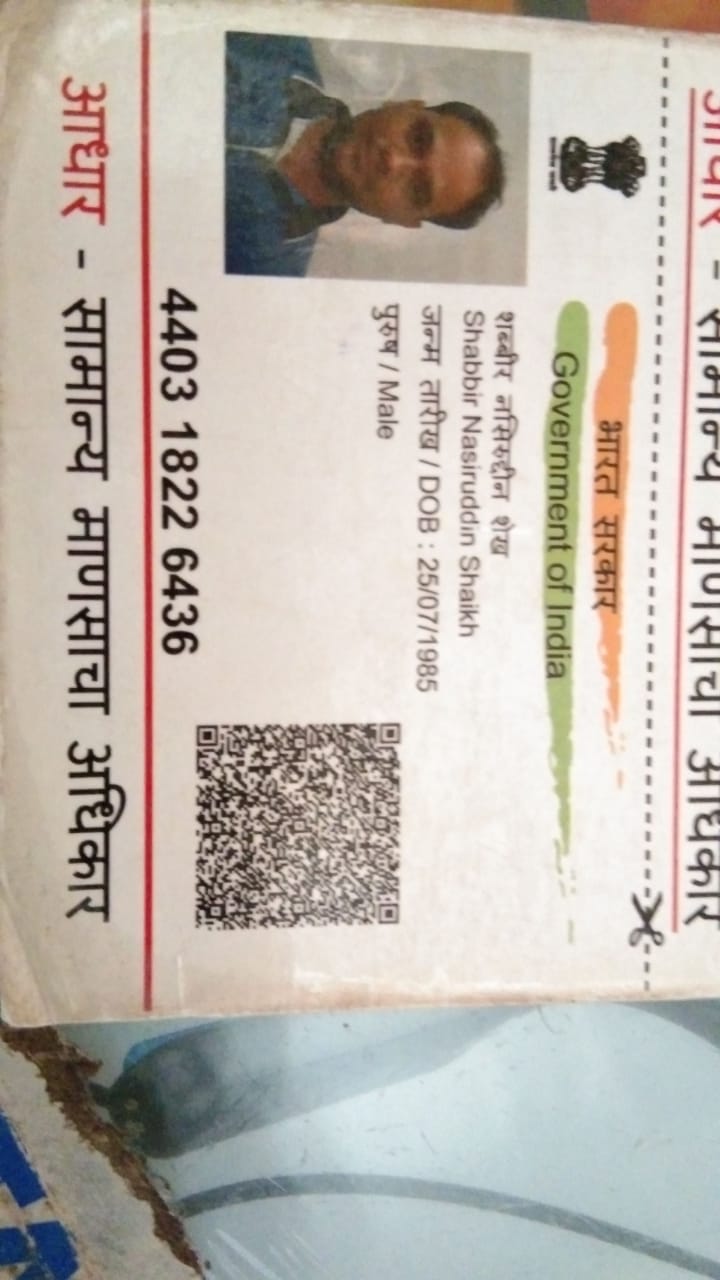 आधार - सामान्य माणसाचा अधिकार
भारत सरकार
Government of India
शब्बीर नसिरुद्दीन शेख
Shabbir Nasiruddin Shaikh
जन्म तारीख / DOB : 25/07/1985
पुरुष / Male
4403 1822 6436
आधार - सामान्य माणसाचा अधिकार